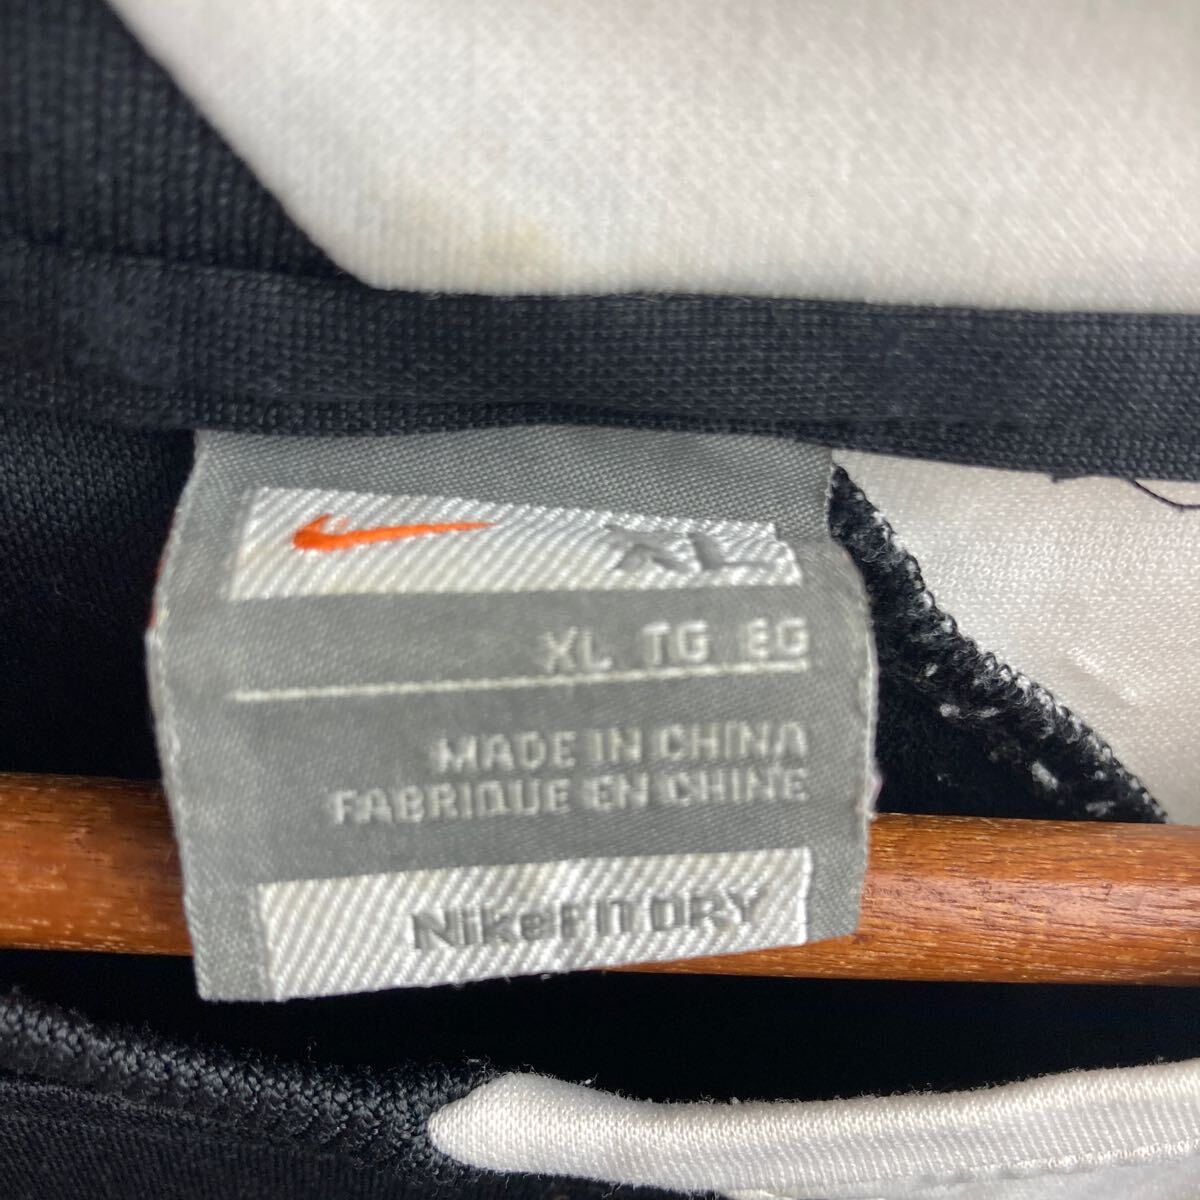 XL
XL TG EG
MADE IN CHINA
FABRIQUE EN CHINE
NikeFIT DRY